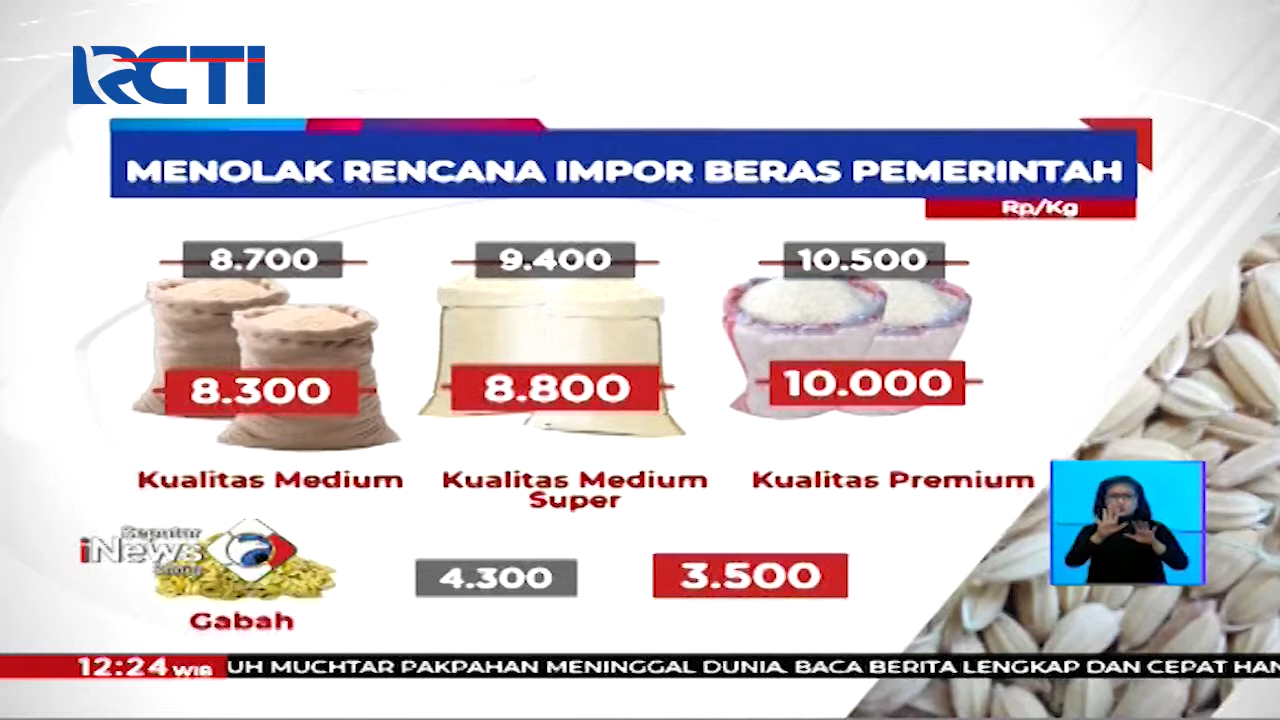 RCTI
MENOLAK RENCANA IMPOR BERAS PEMERINTAH
Rp/Kg
8.700
9.400
10.500
8.300
8.800
10.000
Kualitas Medium
Kualitas Medium
Super
Kualitas Premium
Seputar
iNews
Siang
4.300
3.500
Gabah
12:24 WIB
UH MUCHTAR PAKPAHAN MENINGGAL DUNIA. BACA BERITA LENGKAP DAN CEPAT HAN